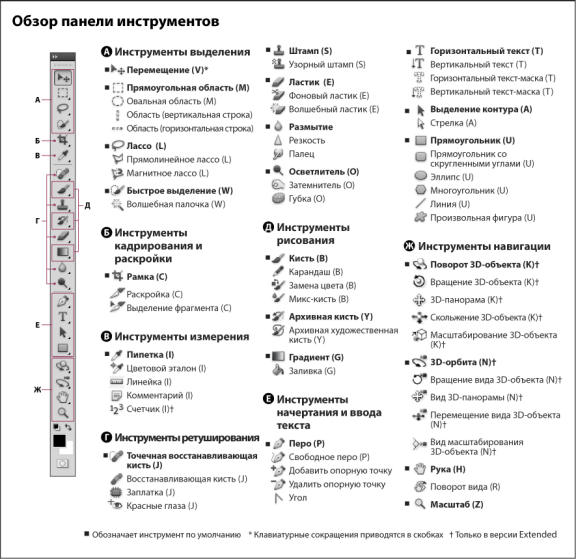 Обзор панели инструментов
А
Б
В
Г
Д
Е
Ж
А Инструменты выделения
■ Перемещение (V)*
■ Прямоугольная область (M)
Овальная область (M)
Область (вертикальная строка)
Область (горизонтальная строка)
■ Лассо (L)
Прямолинейное лассо (L)
Магнитное лассо (L)
■ Быстрое выделение (W)
Волшебная палочка (W)
Б Инструменты
кадрирования и
раскройки
■ Рамка (C)
Раскройка (C)
Выделение фрагмента (C)
В Инструменты измерения
■ Пипетка (I)
Цветовой эталон (I)
Линейка (I)
Комментарий (I)
Счетчик (I)†
Г Инструменты ретуширования
■ Точечная восстанавливающая
кисть (J)
Восстанавливающая кисть (J)
Заплатка (J)
Красные глаза (J)
■ Штамп (S)
Узорный штамп (S)
■ Ластик (E)
Фоновый ластик (E)
Волшебный ластик (E)
■ Размытие
Резкость
Палец
■ Осветлитель (O)
Затемнитель (O)
Губка (O)
Д Инструменты
рисования
■ Кисть (B)
Карандаш (B)
Замена цвета (B)
Микс-кисть (B)
■ Архивная кисть (Y)
Архивная художественная
кисть (Y)
■ Градиент (G)
Заливка (G)
Е Инструменты
начертания и ввода
текста
■ Перо (P)
Свободное перо (P)
Добавить опорную точку
Удалить опорную точку
Угол
■ Горизонтальный текст (T)
Вертикальный текст (T)
Горизонтальный текст-маска (T)
Вертикальный текст-маска (T)
■ Выделение контура (A)
Стрелка (A)
■ Прямоугольник (U)
Прямоугольник со
скругленными углами (U)
Эллипс (U)
Многоугольник (U)
Линия (U)
Произвольная фигура (U)
Ж Инструменты навигации
■ Поворот 3D-объекта (K)†
Вращение 3D-объекта (K)†
3D-панорама (K)†
Скольжение 3D-объекта (K)†
Масштабирование 3D-объекта
(K)†
■ 3D-орбита (N)†
Вращение вида 3D-объекта (N)†
Вид 3D-панорамы (N)†
Перемещение вида 3D-объекта
(N)†
Вид масштабирования
3D-объекта (N)†
■ Рука (H)
Поворот вида (R)
■ Масштаб (Z)
■ Обозначает инструмент по умолчанию * Клавиатурные сокращения приводятся в скобках † Только в версии Extended